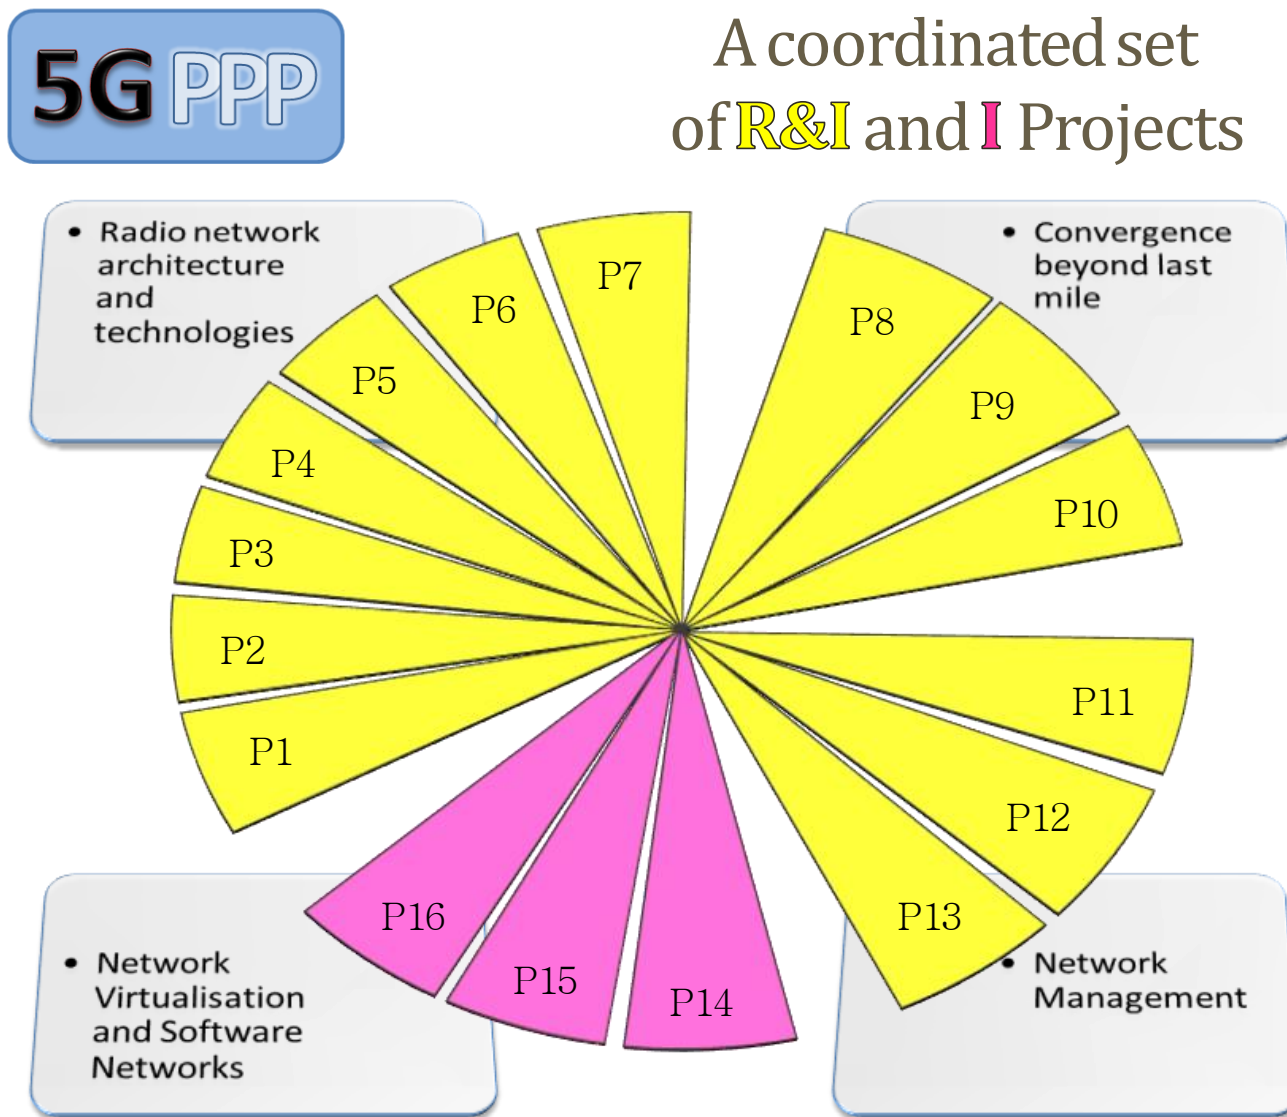 5G PPP
A coordinated set
of R&I and I Projects
• Radio network
architecture
and
technologies
• Convergence
beyond last
mile
P7
P6
P8
P5
P9
P4
P10
P3
P2
P11
P1
P12
P16
P13
P15
P14
• Network
Virtualisation
and Software
Networks
• Network
Management